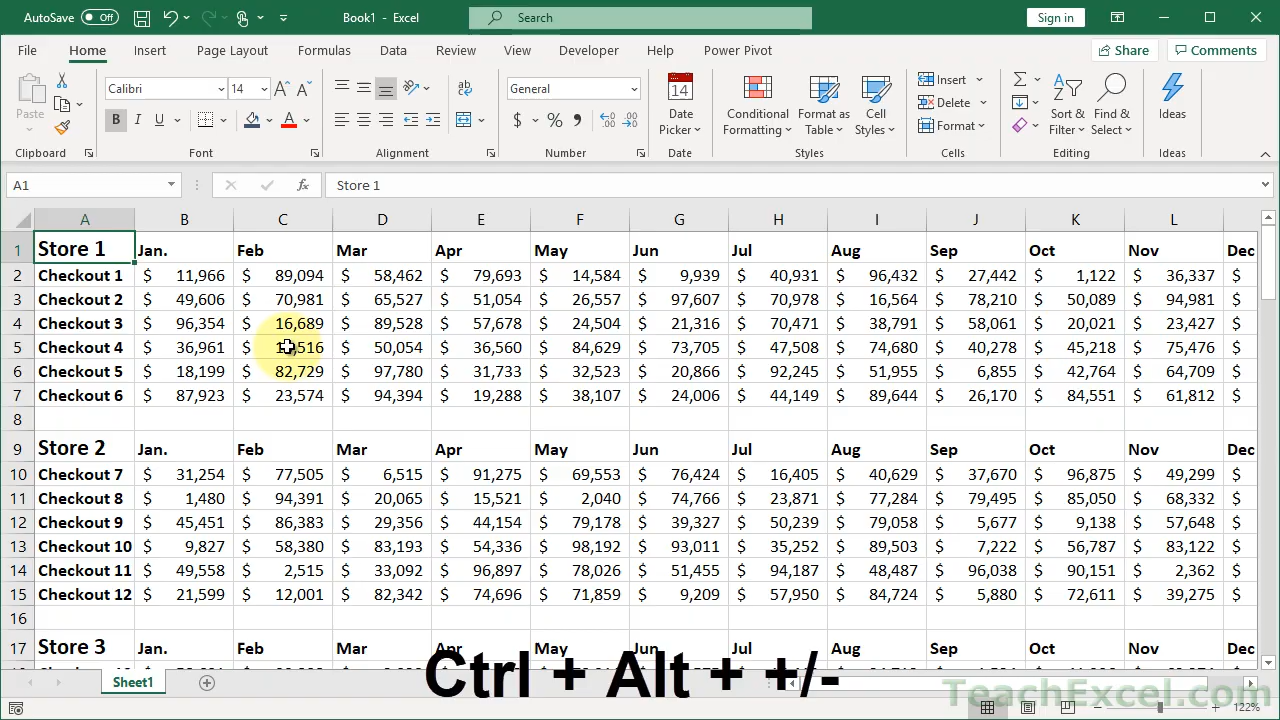 AutoSave Off Book1 - Excel Search Sign in
File Home Insert Page Layout Formulas Data Review View Developer Help Power Pivot Share Comments
Paste
Clipboard
Calibri 14
B I U
A A
Font
ab
Alignment
General
$ % 9
Number
14
Date Picker
Date
Conditional Formatting
Format as Table
Cell Styles
Styles
Insert
Delete
Format
Cells
Sort & Filter
Find & Select
Editing
Ideas
Ideas
A1 fx Store 1
A B C D E F G H I J K L
1 Store 1 Jan. Feb Mar Apr May Jun Jul Aug Sep Oct Nov Dec
2 Checkout 1 $ 11,966 $ 89,094 $ 58,462 $ 79,693 $ 14,584 $ 9,939 $ 40,931 $ 96,432 $ 27,442 $ 1,122 $ 36,337 $
3 Checkout 2 $ 49,606 $ 70,981 $ 65,527 $ 51,054 $ 26,557 $ 97,607 $ 70,978 $ 16,564 $ 78,210 $ 50,089 $ 94,981 $
4 Checkout 3 $ 96,354 $ 16,689 $ 89,528 $ 57,678 $ 24,504 $ 21,316 $ 70,471 $ 38,791 $ 58,061 $ 20,021 $ 23,427 $
5 Checkout 4 $ 36,961 $ $ 50,054 $ 36,560 $ 84,629 $ 73,705 $ 47,508 $ 74,680 $ 40,278 $ 45,218 $ 75,476 $
6 Checkout 5 $ 18,199 $ 82,729 $ 97,780 $ 31,733 $ 32,523 $ 20,866 $ 92,245 $ 51,955 $ 6,855 $ 42,764 $ 64,709 $
7 Checkout 6 $ 87,923 $ 23,574 $ 94,394 $ 19,288 $ 38,107 $ 24,006 $ 44,149 $ 89,644 $ 26,170 $ 84,551 $ 61,812 $
8
9 Store 2 Jan. Feb Mar Apr May Jun Jul Aug Sep Oct Nov Dec
10 Checkout 7 $ 31,254 $ 77,505 $ 6,515 $ 91,275 $ 69,553 $ 76,424 $ 16,405 $ 40,629 $ 37,670 $ 96,875 $ 49,299 $
11 Checkout 8 $ 1,480 $ 94,391 $ 20,065 $ 15,521 $ 2,040 $ 74,766 $ 23,871 $ 77,284 $ 79,495 $ 85,050 $ 68,332 $
12 Checkout 9 $ 45,451 $ 86,383 $ 29,356 $ 44,154 $ 79,178 $ 39,327 $ 50,239 $ 79,058 $ 5,677 $ 9,138 $ 57,648 $
13 Checkout 10 $ 9,827 $ 58,380 $ 83,193 $ 54,336 $ 98,192 $ 93,011 $ 35,252 $ 89,503 $ 7,222 $ 56,787 $ 83,122 $
14 Checkout 11 $ 49,558 $ 2,515 $ 33,092 $ 96,897 $ 78,026 $ 51,455 $ 94,187 $ 48,487 $ 96,038 $ 90,151 $ 2,362 $
15 Checkout 12 $ 21,599 $ 12,001 $ 82,342 $ 74,696 $ 71,859 $ 9,209 $ 57,950 $ 84,724 $ 5,880 $ 72,611 $ 39,275 $
16
17 Store 3 Jan. Feb Mar Apr May Jun Jul Aug Sep Oct Nov Dec
Ctrl + Alt + +/-
Sheet1
TeachExcel.com
122%